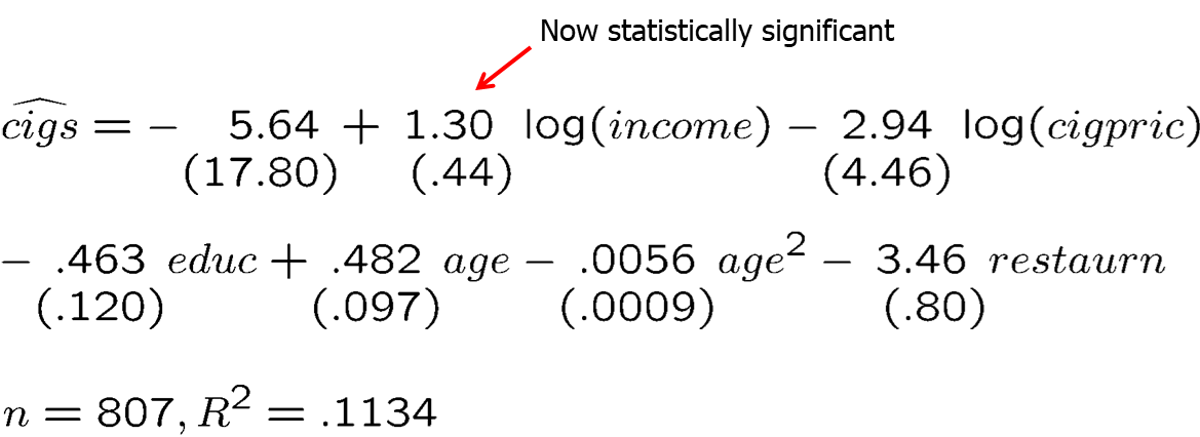 Now statistically significant
\widehat{cigs} = − 5.64 + 1.30 log(income) − 2.94 log(cigpric)
(17.80) (.44) (4.46)
− .463 educ + .482 age − .0056 age² − 3.46 restaurn
(.120) (.097) (.0009) (.80)
n = 807, R² = .1134